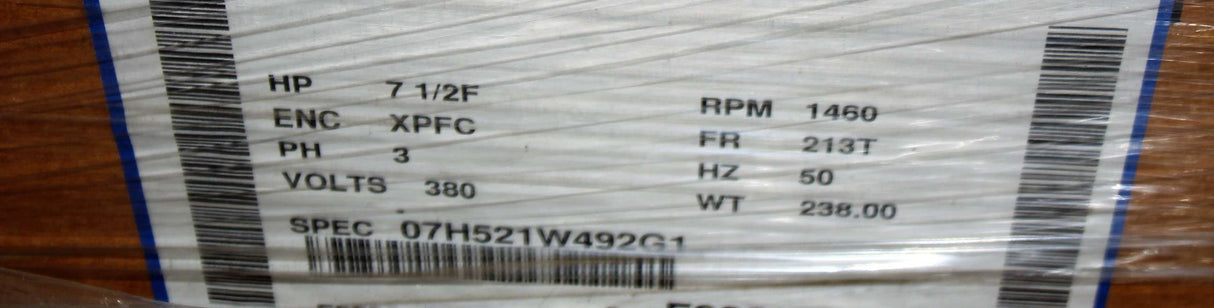 HP 7 1/2F RPM 1460
ENC XPFC FR 213T
PH 3 HZ 50
VOLTS 380 WT 238.00
SPEC 07H521W492G1